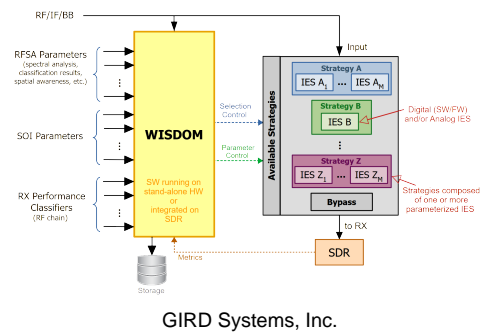 RF/IF/BB
RFSA Parameters
(spectral analysis,
classification results,
spatial awareness, etc.)
SOI Parameters
RX Performance
Classifiers
(RF chain)
WISDOM
SW running on
stand-alone HW
or
integrated on
SDR
Storage
Selection
Control
Parameter
Control
Metrics
Input
Available Strategies
Strategy A
IES A1 ... IES AM
Strategy B
IES B
Strategy Z
IES Z1 ... IES ZM
Bypass
to RX
SDR
Digital (SW/FW)
and/or Analog IES
Strategies composed
of one or more
parameterized IES
GIRD Systems, Inc.